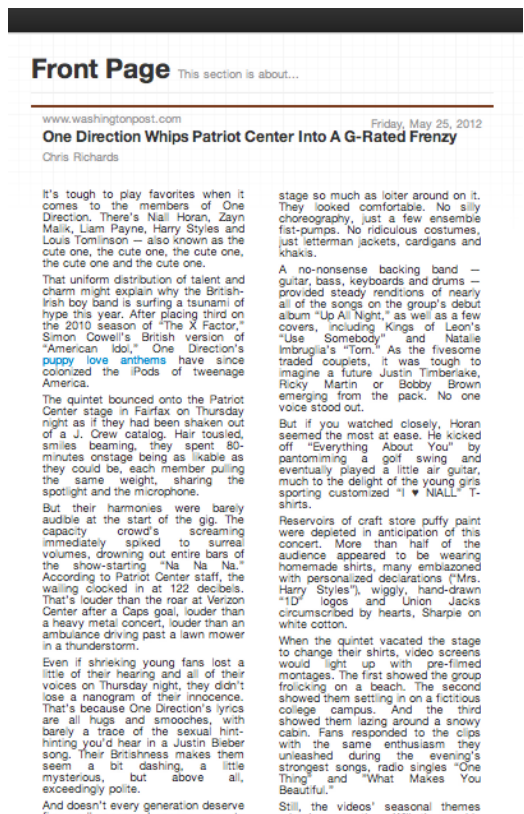 Front Page This section is about...
www.washingtonpost.com
Friday, May 25, 2012
One Direction Whips Patriot Center Into A G-Rated Frenzy
Chris Richards
It's tough to play favorites when it
comes to the members of One
Direction. There's Niall Horan, Zayn
Malik, Liam Payne, Harry Styles and
Louis Tomlinson — also known as the
cute one, the cute one, the cute one,
the cute one and the cute one.
That uniform distribution of talent and
charm might explain why the British-
Irish boy band is surfing a tsunami of
hype this year. After placing third on
the 2010 season of "The X Factor,"
Simon Cowell's British version of
"American Idol," One Direction's
puppy love anthems have since
colonized the iPods of tweenage
America.
The quintet bounced onto the Patriot
Center stage in Fairfax on Thursday
night as if they had been shaken out
of a J. Crew catalog. Hair tousled,
smiles beaming, they spent 80-
minutes onstage being as likable as
they could be, each member pulling
the same weight, sharing the
spotlight and the microphone.
But their harmonies were barely
audible at the start of the gig. The
capacity crowd's screaming
immediately spiked to surreal
volumes, drowning out entire bars of
the show-starting "Na Na Na."
According to Patriot Center staff, the
wailing clocked in at 122 decibels.
That's louder than the roar at Verizon
Center after a Caps goal, louder than
a heavy metal concert, louder than an
ambulance driving past a lawn mower
in a thunderstorm.
Even if shrieking young fans lost a
little of their hearing and all of their
voices on Thursday night, they didn't
lose a nanogram of their innocence.
That's because One Direction's lyrics
are all hugs and smooches, with
barely a trace of the sexual hint-
hinting you'd hear in a Justin Bieber
song. Their Britishness makes them
seem a bit dashing, a little
mysterious, but above all,
exceedingly polite.
And doesn't every generation deserve
stage so much as loiter around on it.
They looked comfortable. No silly
choreography, just a few ensemble
fist-pumps. No ridiculous costumes,
just letterman jackets, cardigans and
khakis.
A no-nonsense backing band —
guitar, bass, keyboards and drums —
provided steady renditions of nearly
all of the songs on the group's debut
album "Up All Night," as well as a few
covers, including Kings of Leon's
"Use Somebody" and Natalie
Imbruglia's "Torn." As the fivesome
traded couplets, it was tough to
imagine a future Justin Timberlake,
Ricky Martin or Bobby Brown
emerging from the pack. No one
voice stood out.
But if you watched closely, Horan
seemed the most at ease. He kicked
off "Everything About You" by
pantomiming a golf swing and
eventually played a little air guitar,
much to the delight of the young girls
sporting customized "I ♥ NIALL" T-
shirts.
Reservoirs of craft store puffy paint
were depleted in anticipation of this
concert. More than half of the
audience appeared to be wearing
homemade shirts, many emblazoned
with personalized declarations ("Mrs.
Harry Styles"), wiggly, hand-drawn
"1D" logos and Union Jacks
circumscribed by hearts, Sharpie on
white cotton.
When the quintet vacated the stage
to change their shirts, video screens
would light up with pre-filmed
montages. The first showed the group
frolicking on a beach. The second
showed them settling in on a fictitious
college campus. And the third
showed them lazing around a snowy
cabin. Fans responded to the clips
with the same enthusiasm they
unleashed during the evening's
strongest songs, radio singles "One
Thing" and "What Makes You
Beautiful."
Still, the videos' seasonal themes